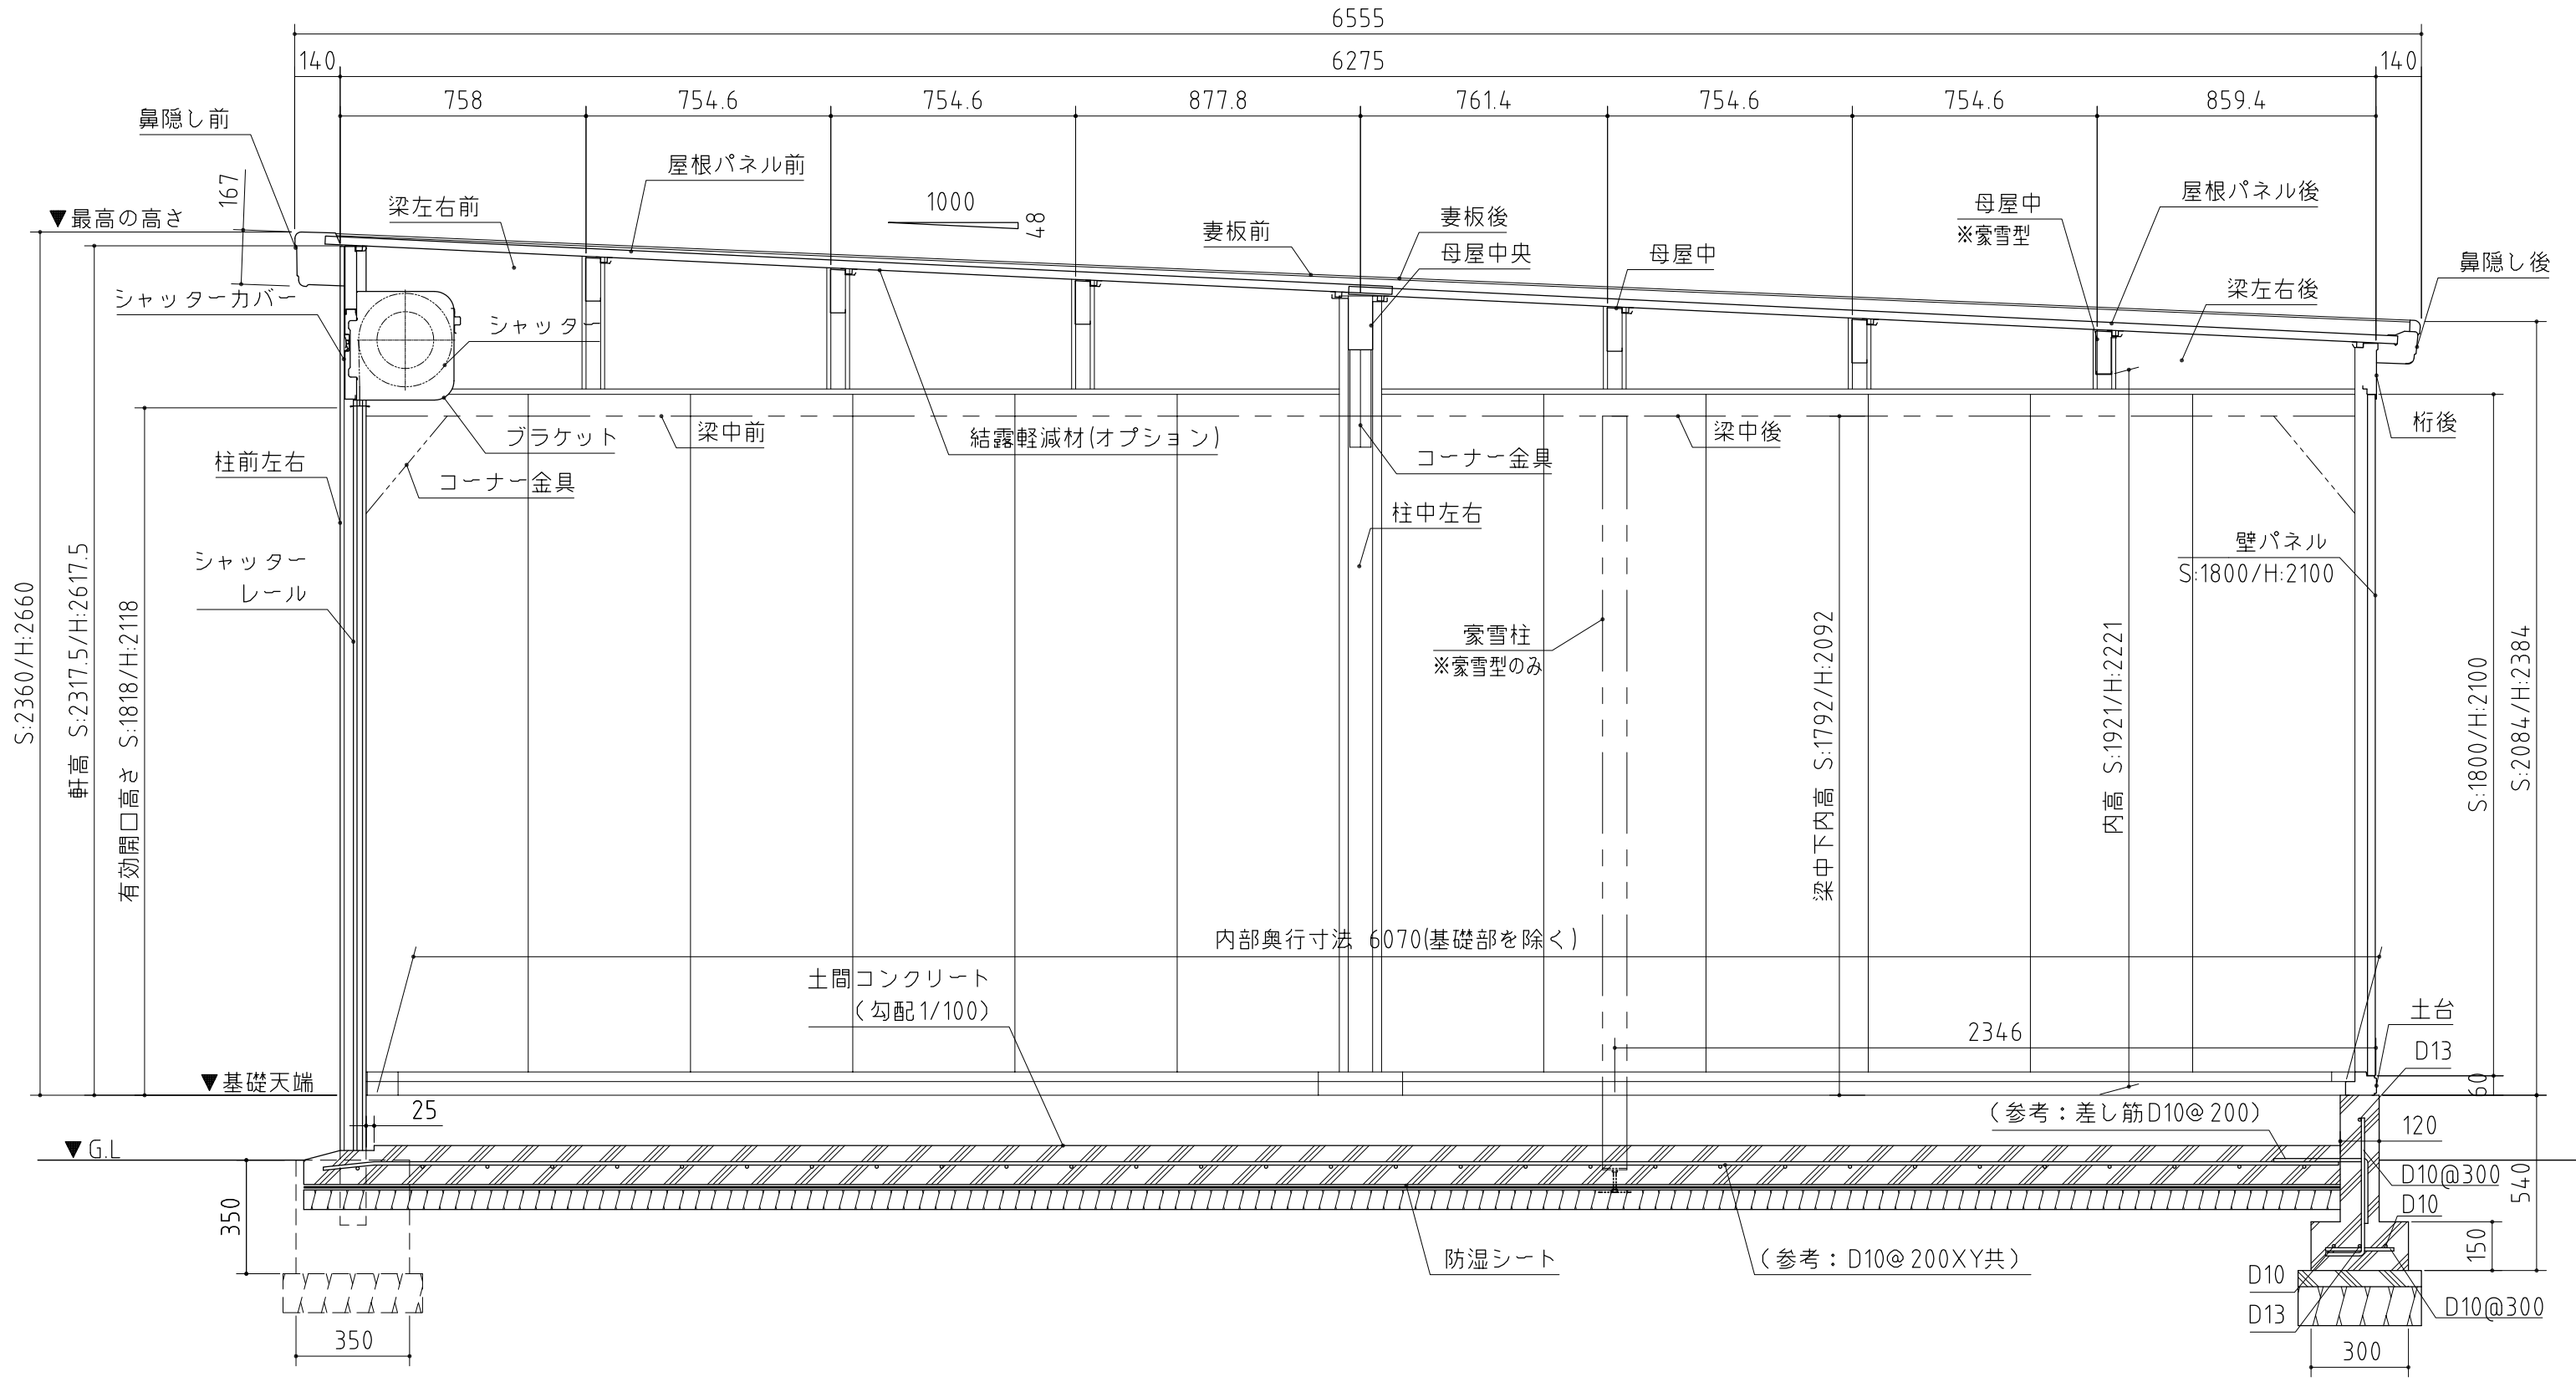 6555
140
6275
140
758
754.6
754.6
877.8
761.4
754.6
754.6
859.4
鼻隠し前
167
屋根パネル前
梁左右前
1000
48
妻板前
妻板後
母屋中央
母屋中
母屋中
※豪雪型
屋根パネル後
鼻隠し後
梁左右後
▼最高の高さ
シャッターカバー
シャッター
ブラケット
梁中前
結露軽減材(オプション)
コーナー金具
梁中後
桁後
柱前左右
コーナー金具
柱中左右
シャッター
レール
壁パネル
S:1800/H:2100
豪雪柱
※豪雪型のみ
S:2360/H:2660
軒高 S:2317.5/H:2617.5
有効開口高さ S:1818/H:2118
梁中下内高 S:1792/H:2092
内高 S:1921/H:2221
S:1800/H:2100
S:2084/H:2384
内部奥行寸法 6070(基礎部を除く)
土間コンクリート
(勾配1/100)
2346
土台
D13
60
▼基礎天端
25
(参考：差し筋D10@200)
120
▼G.L
D10@300
D10
540
350
150
防湿シート
(参考：D10@200XY共)
D10
D13
D10@300
350
300